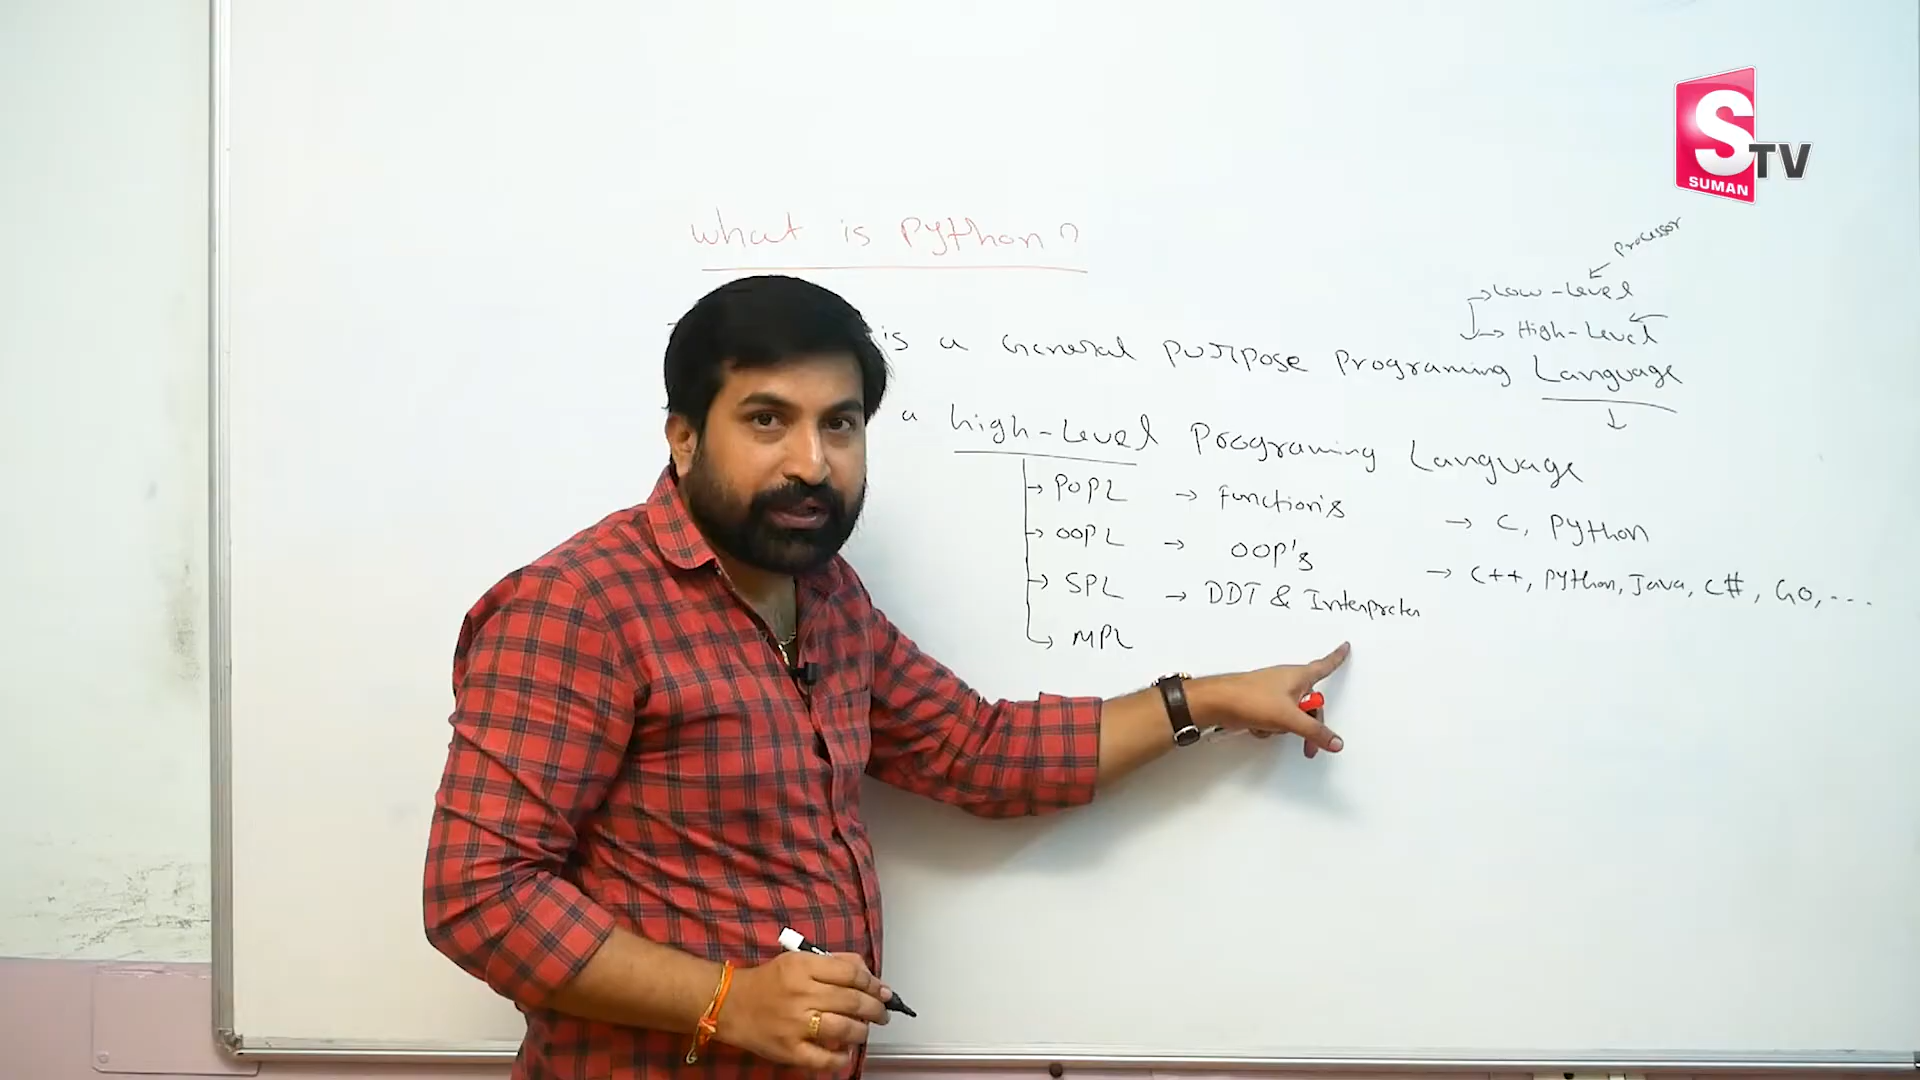 S TV
SUMAN
what is python?
Processor
→ Low-Level
→ High-Level
is a General purpose Programing Language
a high-Level Programing Language
→ POPL → Function's → C, Python
→ OOPL → OOP's → C++, Python, Java, C#, GO, ...
→ SPL → DDT & Interpreter
→ MPL